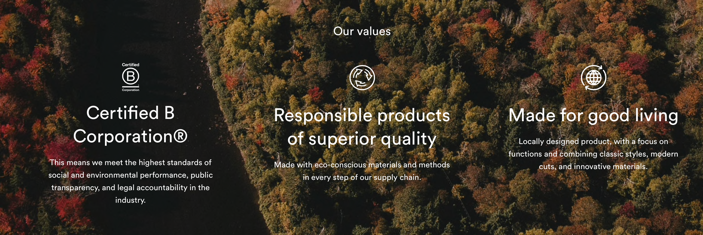 Our values
Certified
B
Corporation
Certified B
Corporation®
This means we meet the highest standards of
social and environmental performance, public
transparency, and legal accountability in the
industry.
Responsible products
of superior quality
Made with eco-conscious materials and methods
in every step of our supply chain.
Made for good living
Locally designed product, with a focus on
functions and combining classic styles, modern
cuts, and innovative materials.